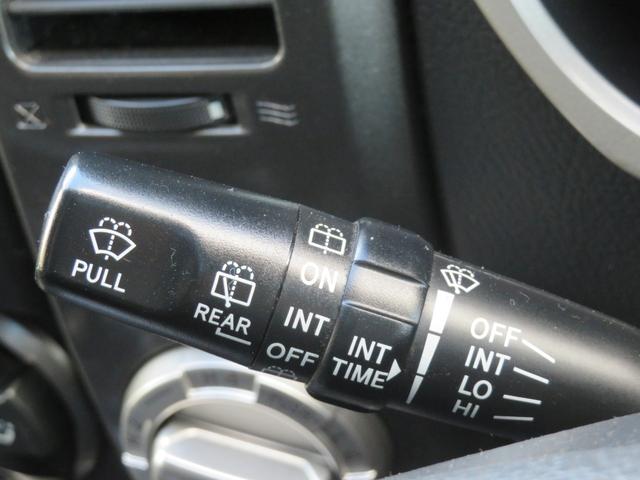 PULL
REAR
ON
INT
OFF
INT
TIME
OFF
INT
LO
HI